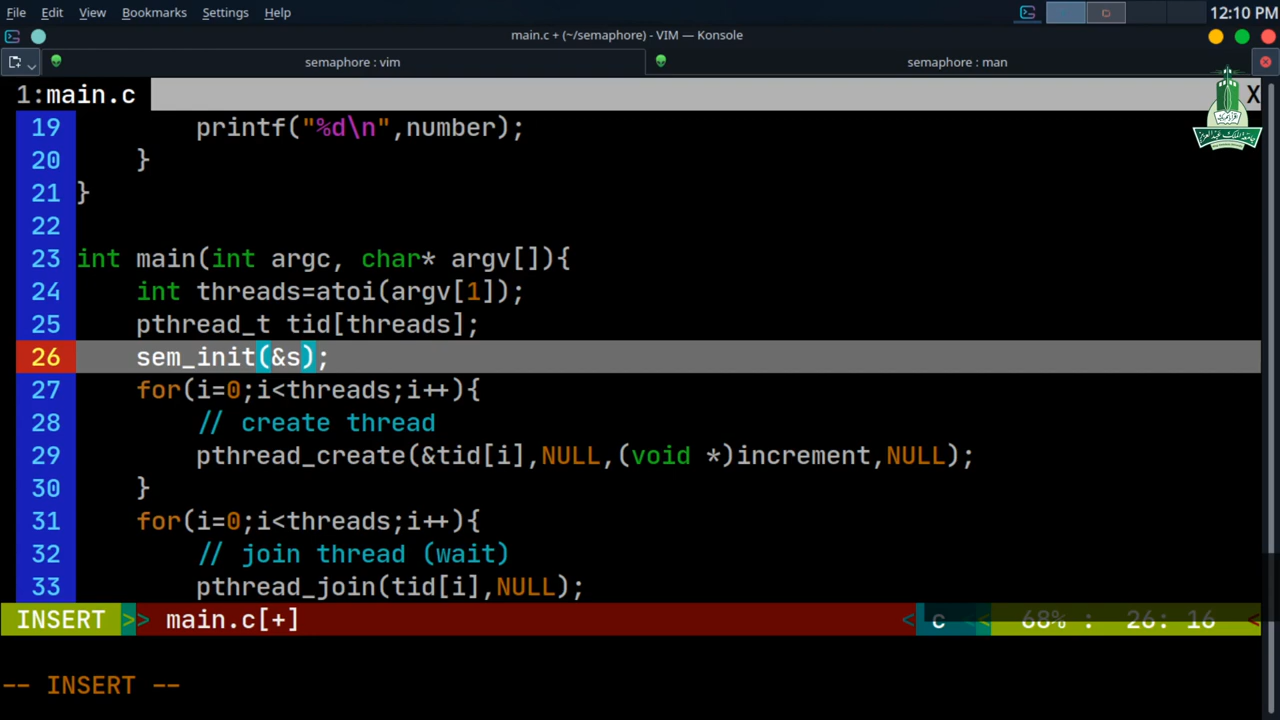 File Edit View Bookmarks Settings Help
12:10 PM
main.c + (~/semaphore) - VIM — Konsole
semaphore : vim
semaphore : man
1:main.c
X
19 printf("%d\n",number);
20 }
21 }
22
23 int main(int argc, char* argv[]){
24 int threads=atoi(argv[1]);
25 pthread_t tid[threads];
26 sem_init(&s);
27 for(i=0;i<threads;i++){
28 // create thread
29 pthread_create(&tid[i],NULL,(void *)increment,NULL);
30 }
31 for(i=0;i<threads;i++){
32 // join thread (wait)
33 pthread_join(tid[i],NULL);
INSERT >> main.c[+] < c < 68% : 26: 16 <
-- INSERT --